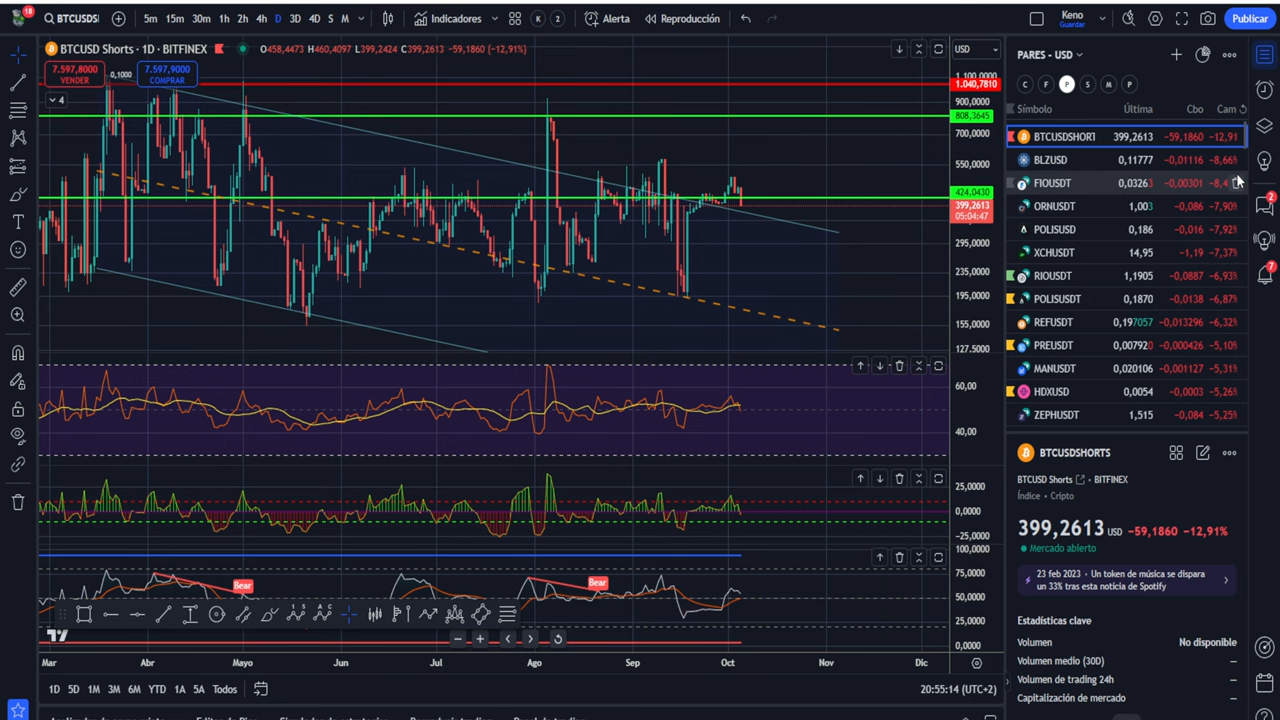 18
BTCUSDS
5m 15m 30m 1h 2h 4h D 3D 4D S M
Indicadores
K 2
Alerta
Reproducción
Keno
Guardar
Publicar
BTCUSD Shorts · 1D · BITFINEX
O458,4473 H460,4097 L399,2424 C399,2613 −59,1860 (−12,91%)
USD
7.597,8000
VENDER
0,1000
7.597,9000
COMPRAR
4
1.040,7810
900,0000
808,3645
700,0000
550,0000
424,0430
399,2613
05:04:47
295,0000
235,0000
195,0000
155,0000
127.5000
60,00
40,00
25,0000
0,0000
−25,0000
100,0000
75,0000
50,0000
25,0000
0,0000
Bear
Bear
Mar Abr Mayo Jun Jul Ago Sep Oct Nov Dic
1D 5D 1M 3M 6M YTD 1A 5A Todos
20:55:14 (UTC+2)
PARES - USD
C F P S M P
Símbolo Última Cbo Cam
BTCUSDSHORT 399,2613 −59,1860 −12,91
BLZUSD 0,11777 −0,01116 −8,66%
FIOUSDT 0,03263 −0,00301 −8,4
ORNUSDT 1,003 −0,086 −7,90%
POLISUSD 0,186 −0,016 −7,92%
XCHUSDT 14,95 −1,19 −7,37%
RIOUSDT 1,1905 −0,0887 −6,93%
POLISUSDT 0,1870 −0,0138 −6,87%
REFUSDT 0,197057 −0,013296 −6,32%
PREUSDT 0,007920 −0,000426 −5,10%
MANUSDT 0,020106 −0,001127 −5,31%
HDXUSD 0,0054 −0,0003 −5,26%
ZEPHUSDT 1,515 −0,084 −5,25%
2
7
BTCUSDSHORTS
BTCUSD Shorts • BITFINEX
Índice • Cripto
399,2613 USD −59,1860 −12,91%
Mercado abierto
23 feb 2023 • Un token de música se dispara
un 33% tras esta noticia de Spotify
Estadísticas clave
Volumen No disponible
Volumen medio (30D) —
Volumen de trading 24h —
Capitalización de mercado —